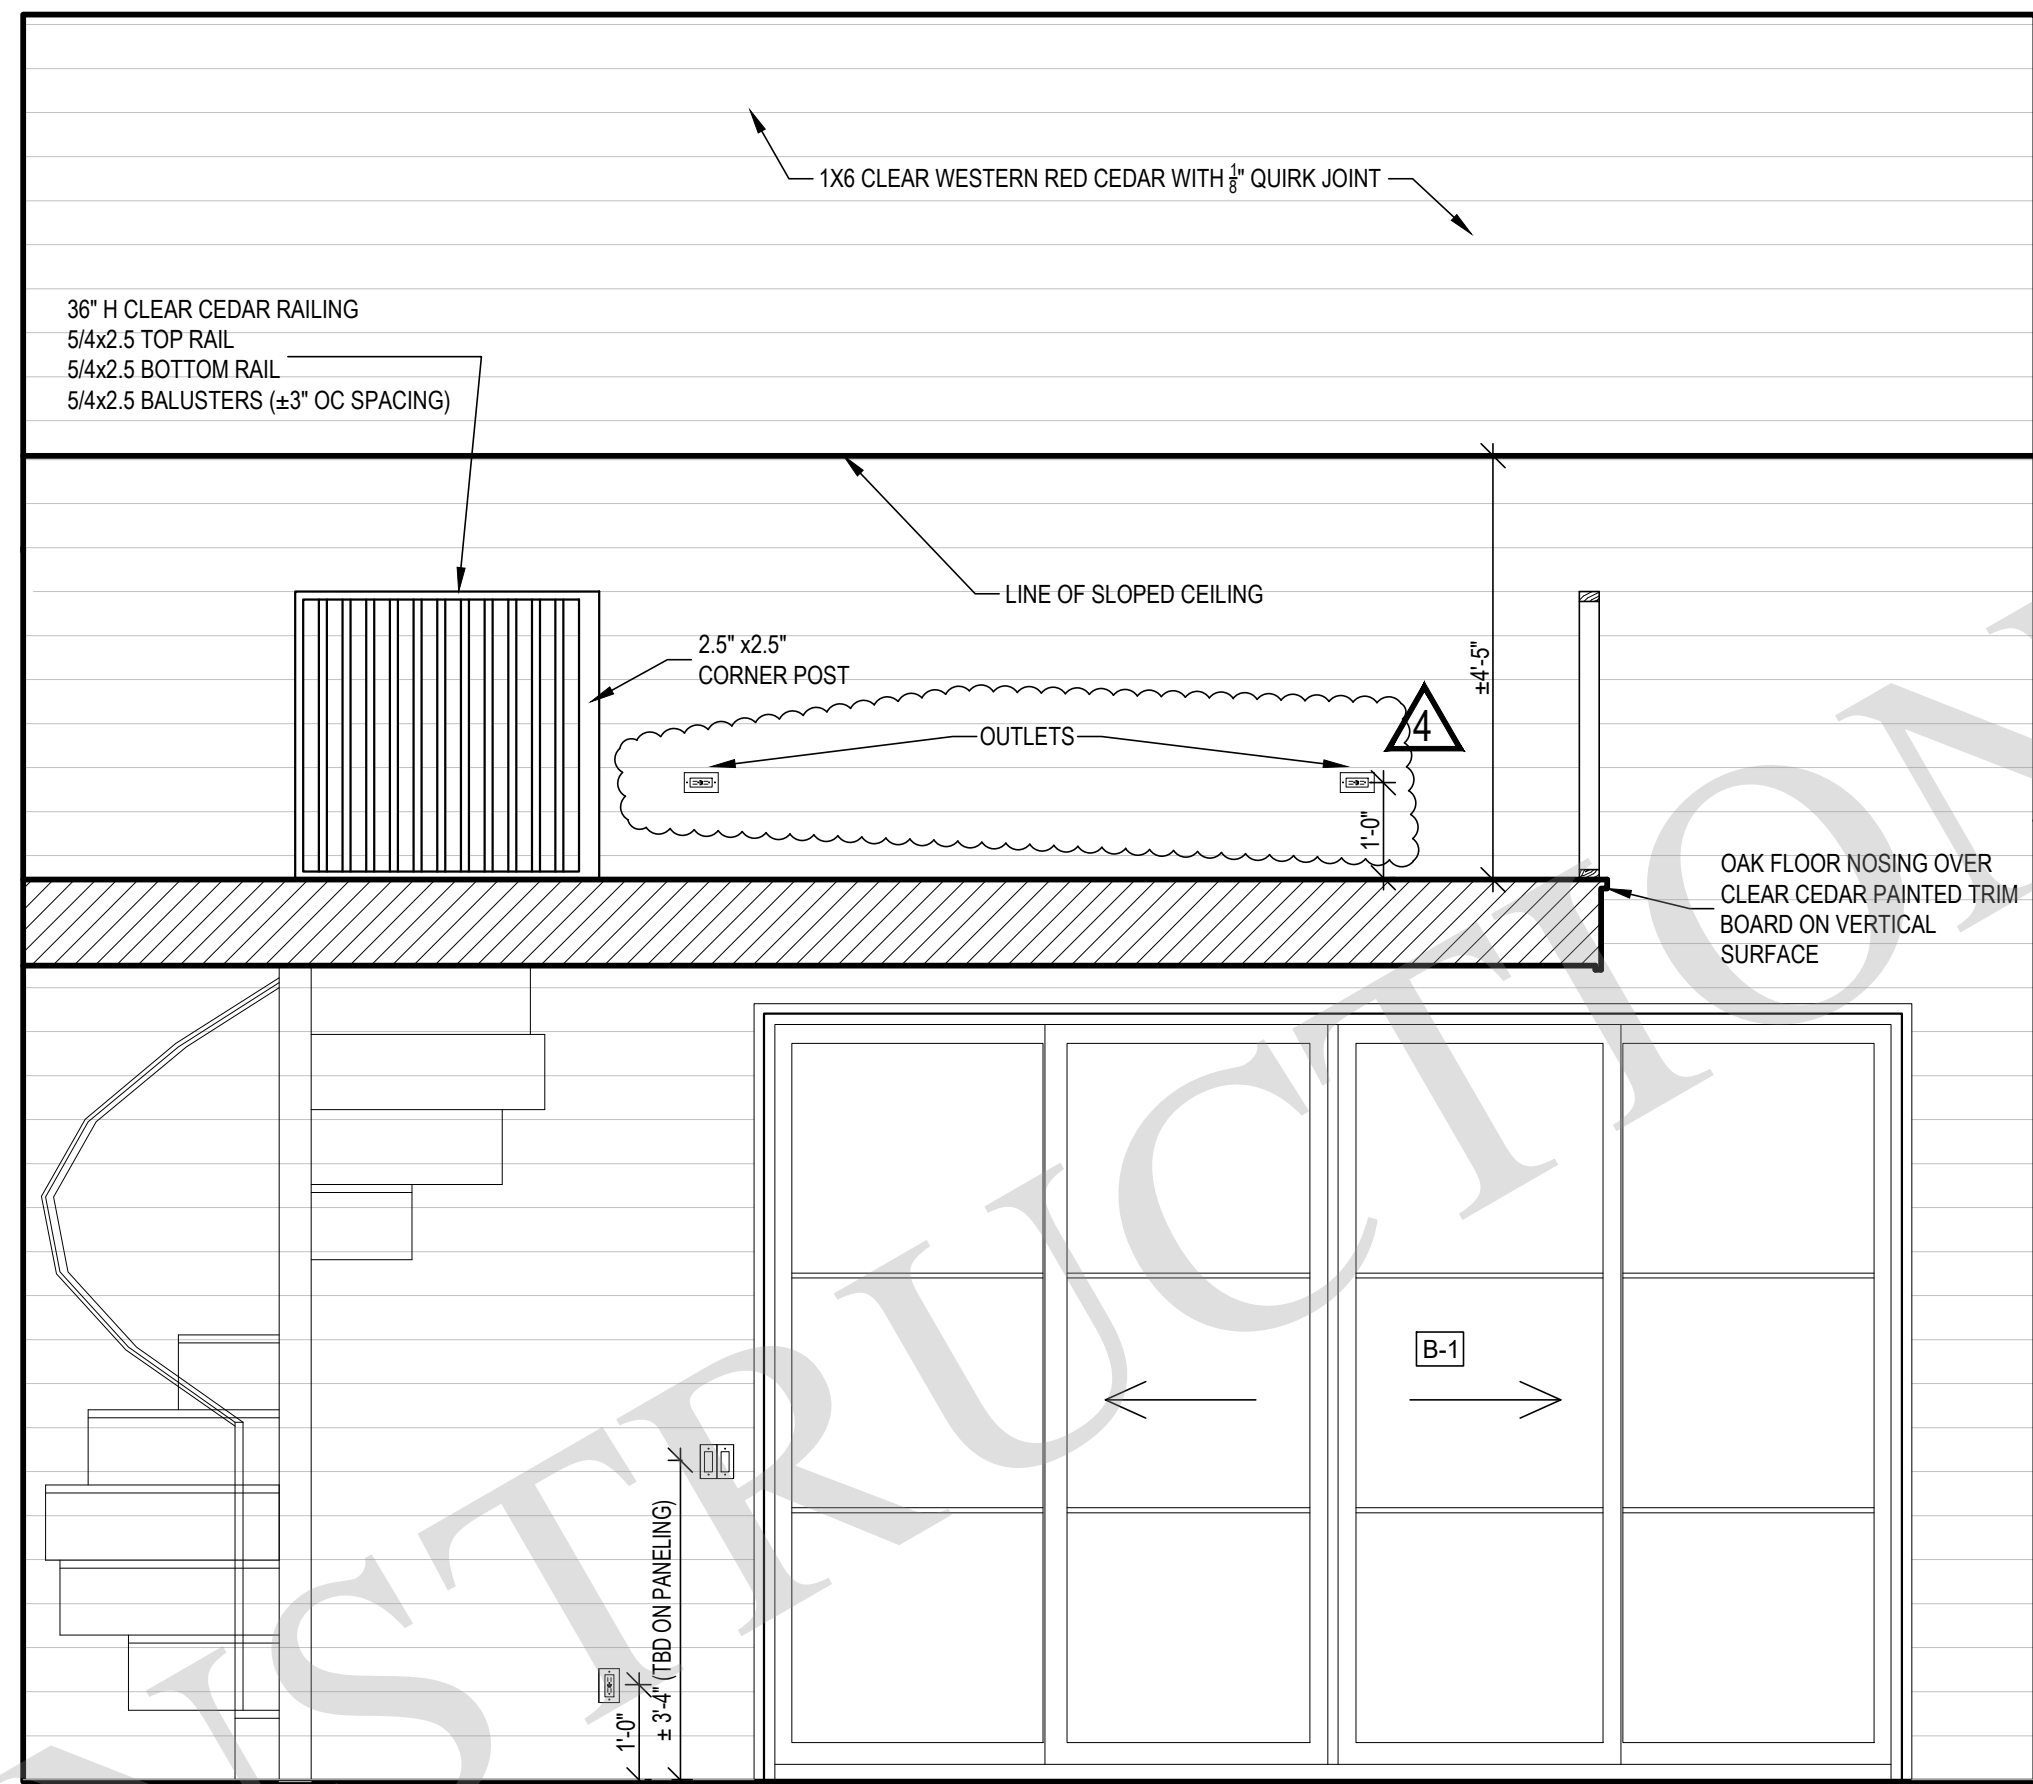 1X6 CLEAR WESTERN RED CEDAR WITH 1/8" QUIRK JOINT
36" H CLEAR CEDAR RAILING
5/4x2.5 TOP RAIL
5/4x2.5 BOTTOM RAIL
5/4x2.5 BALUSTERS (±3" OC SPACING)
LINE OF SLOPED CEILING
2.5" x2.5"
CORNER POST
±4'-5"
4
OUTLETS
1'-0"
OAK FLOOR NOSING OVER
CLEAR CEDAR PAINTED TRIM
BOARD ON VERTICAL
SURFACE
B-1
± 3'-4" (TBD ON PANELING)
1'-0"
NSTRUCTION